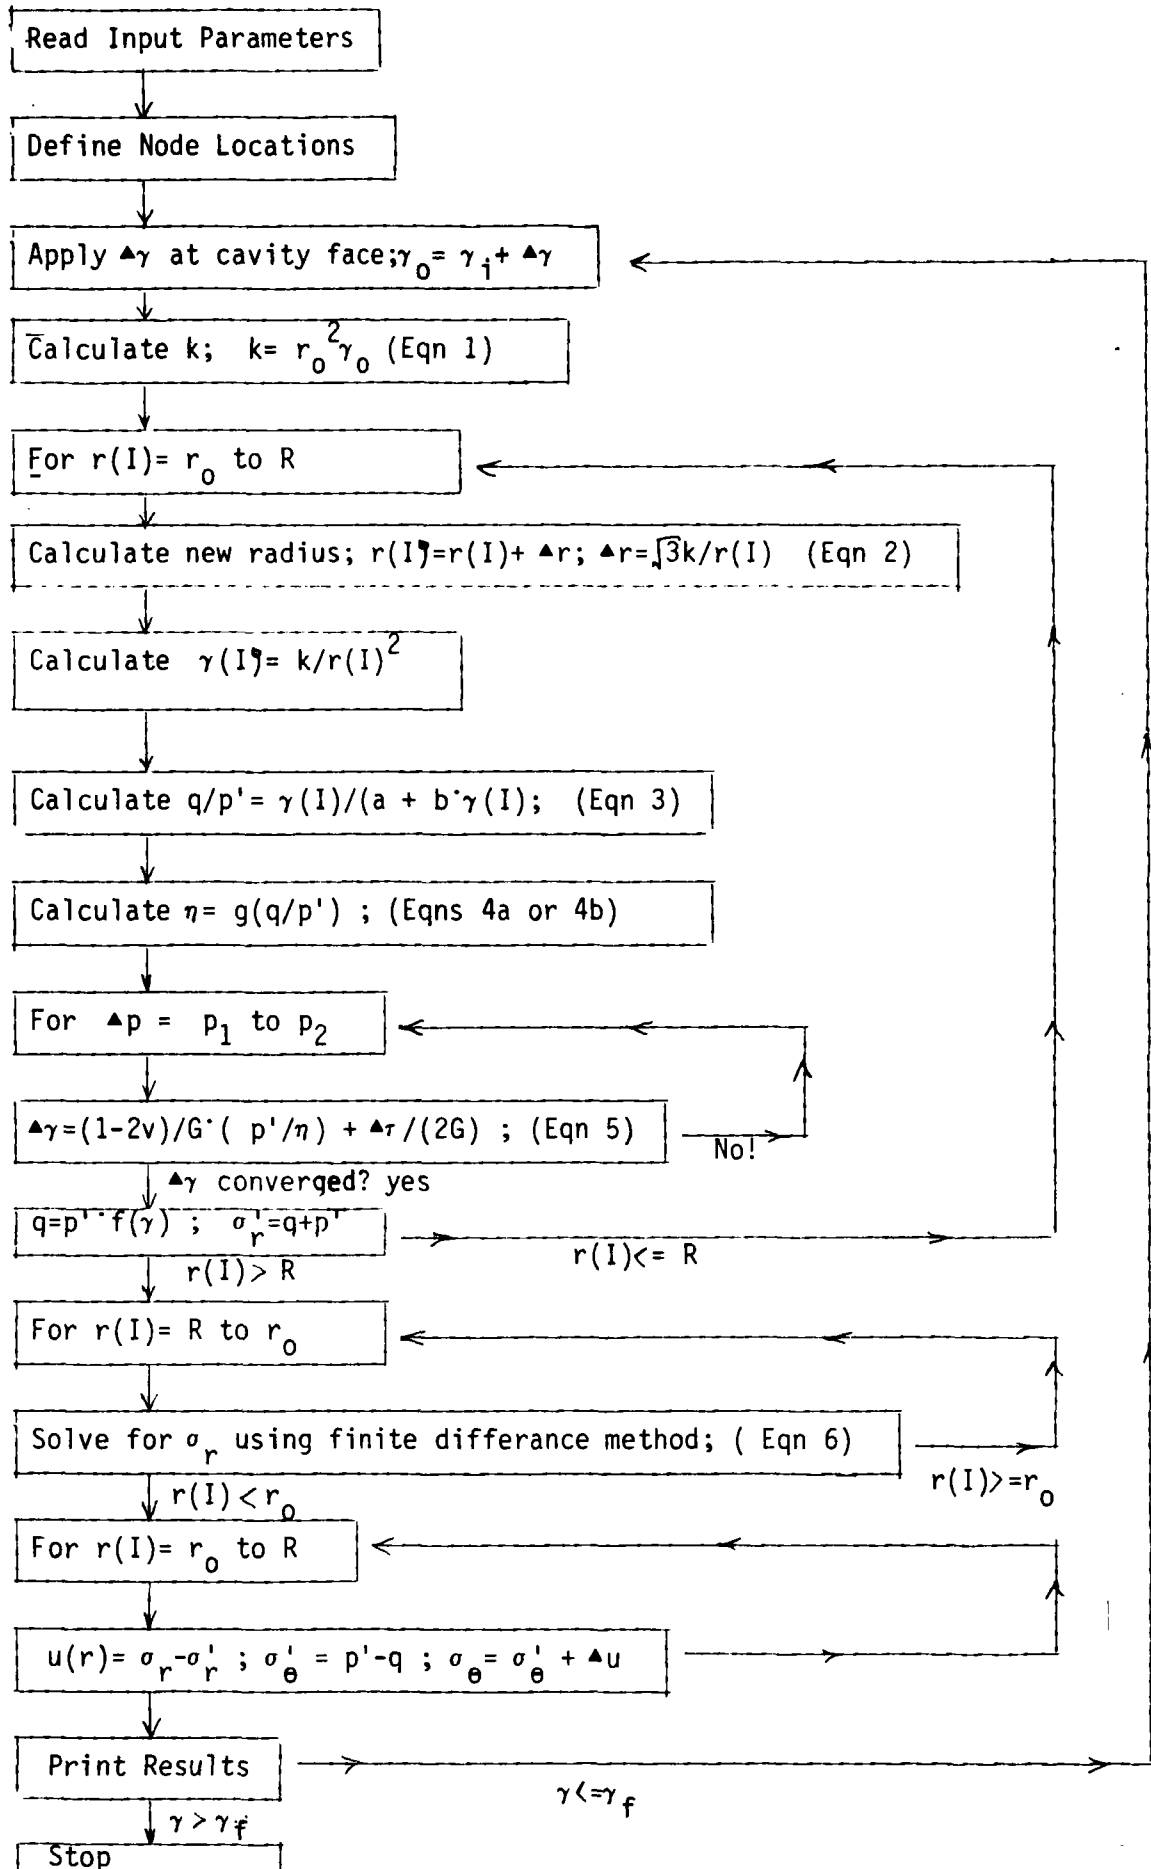 Read Input Parameters
Define Node Locations
Apply ▲γ at cavity face;γo= γi+ ▲γ
Calculate k; k= ro²γo (Eqn 1)
For r(I)= ro to R
Calculate new radius; r(I)=r(I)+ ▲r; ▲r=√3k/r(I) (Eqn 2)
Calculate γ(I)= k/r(I)²
Calculate q/p'= γ(I)/(a + b·γ(I); (Eqn 3)
Calculate η= g(q/p') ; (Eqns 4a or 4b)
For ▲p = p1 to p2
▲γ=(1-2ν)/G·( p'/η) + ▲τ/(2G) ; (Eqn 5)
No!
▲γ converged? yes
q=p'·f(γ) ; σr'=q+p'
r(I)<= R
r(I)> R
For r(I)= R to ro
Solve for σr using finite differance method; ( Eqn 6)
r(I)>=ro
r(I)<ro
For r(I)= ro to R
u(r)= σr-σr' ; σθ' = p'-q ; σθ= σθ' + ▲u
Print Results
γ<=γf
γ> γf
Stop